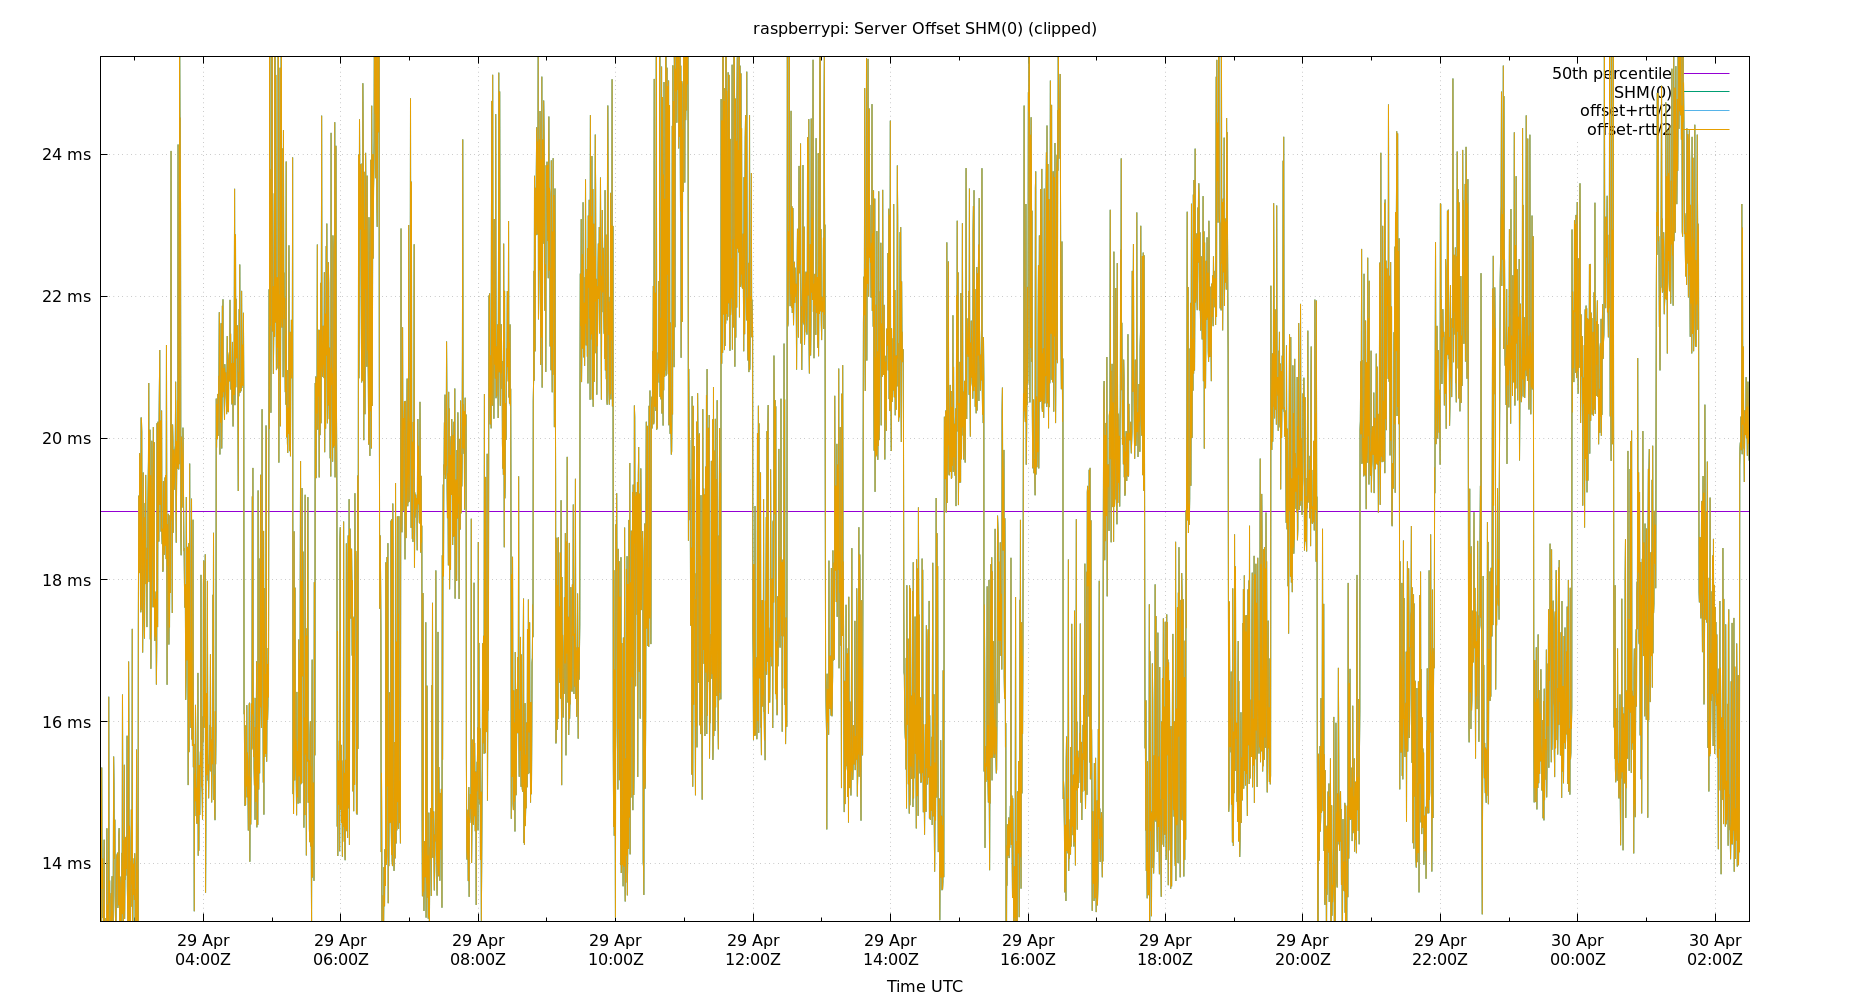 raspberrypi: Server Offset SHM(0) (clipped)
50th percentile
SHM(0)
offset+rtt/2
offset-rtt/2
24 ms
22 ms
20 ms
18 ms
16 ms
14 ms
29 Apr 29 Apr 29 Apr 29 Apr 29 Apr 29 Apr 29 Apr 29 Apr 29 Apr 29 Apr 30 Apr 30 Apr
04:00Z 06:00Z 08:00Z 10:00Z 12:00Z 14:00Z 16:00Z 18:00Z 20:00Z 22:00Z 00:00Z 02:00Z
Time UTC